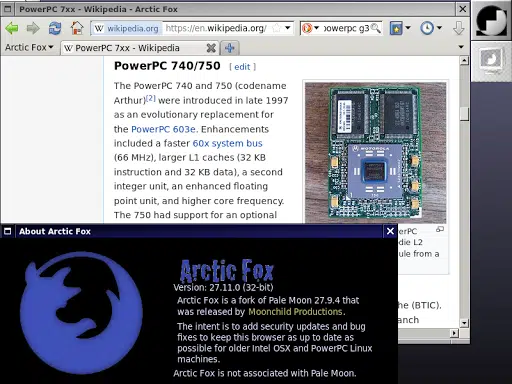 PowerPC 7xx - Wikipedia - Arctic Fox
wikipedia.org
https://en.wikipedia.org/
powerpc g3
Arctic Fox
W PowerPC 7xx - Wikipedia
PowerPC 740/750 [ edit ]
The PowerPC 740 and 750 (codename
Arthur)[2] were introduced in late 1997
as an evolutionary replacement for
the PowerPC 603e. Enhancements
included a faster 60x system bus
(66 MHz), larger L1 caches (32 KB
instruction and 32 KB data), a second
integer unit, an enhanced floating
point unit, and higher core frequency.
The 750 had support for an optional
MOTOROLA
die L2
dule from a
he (BTIC).
anch
About Arctic Fox
Arctic Fox
Version: 27.11.0 (32-bit)
Arctic Fox is a fork of Pale Moon 27.9.4 that
was released by Moonchild Productions.
The intent is to add security updates and bug
fixes to keep this browser as up to date as
possible for older Intel OSX and PowerPC Linux
machines.
Arctic Fox is not associated with Pale Moon.